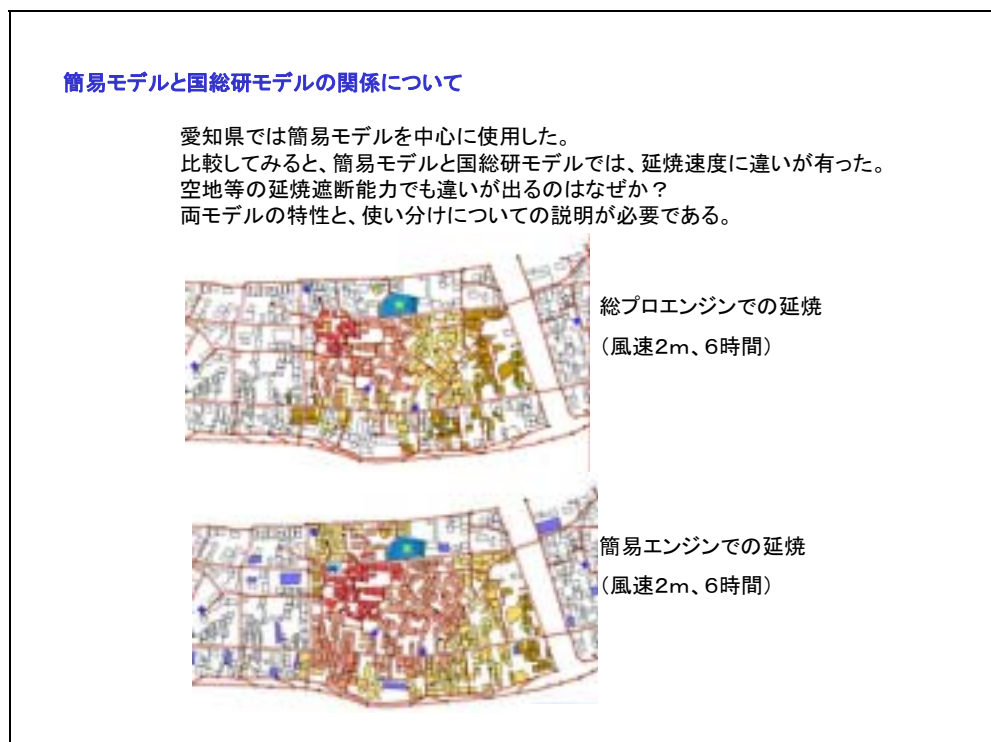 簡易モデルと国総研モデルの関係について
愛知県では簡易モデルを中心に使用した。
比較してみると、簡易モデルと国総研モデルでは、延焼速度に違いが有った。
空地等の延焼遮断能力でも違いが出るのはなぜか？
両モデルの特性と、使い分けについての説明が必要である。
総プロエンジンでの延焼
（風速２ｍ、６時間）
簡易エンジンでの延焼
（風速２ｍ、６時間）